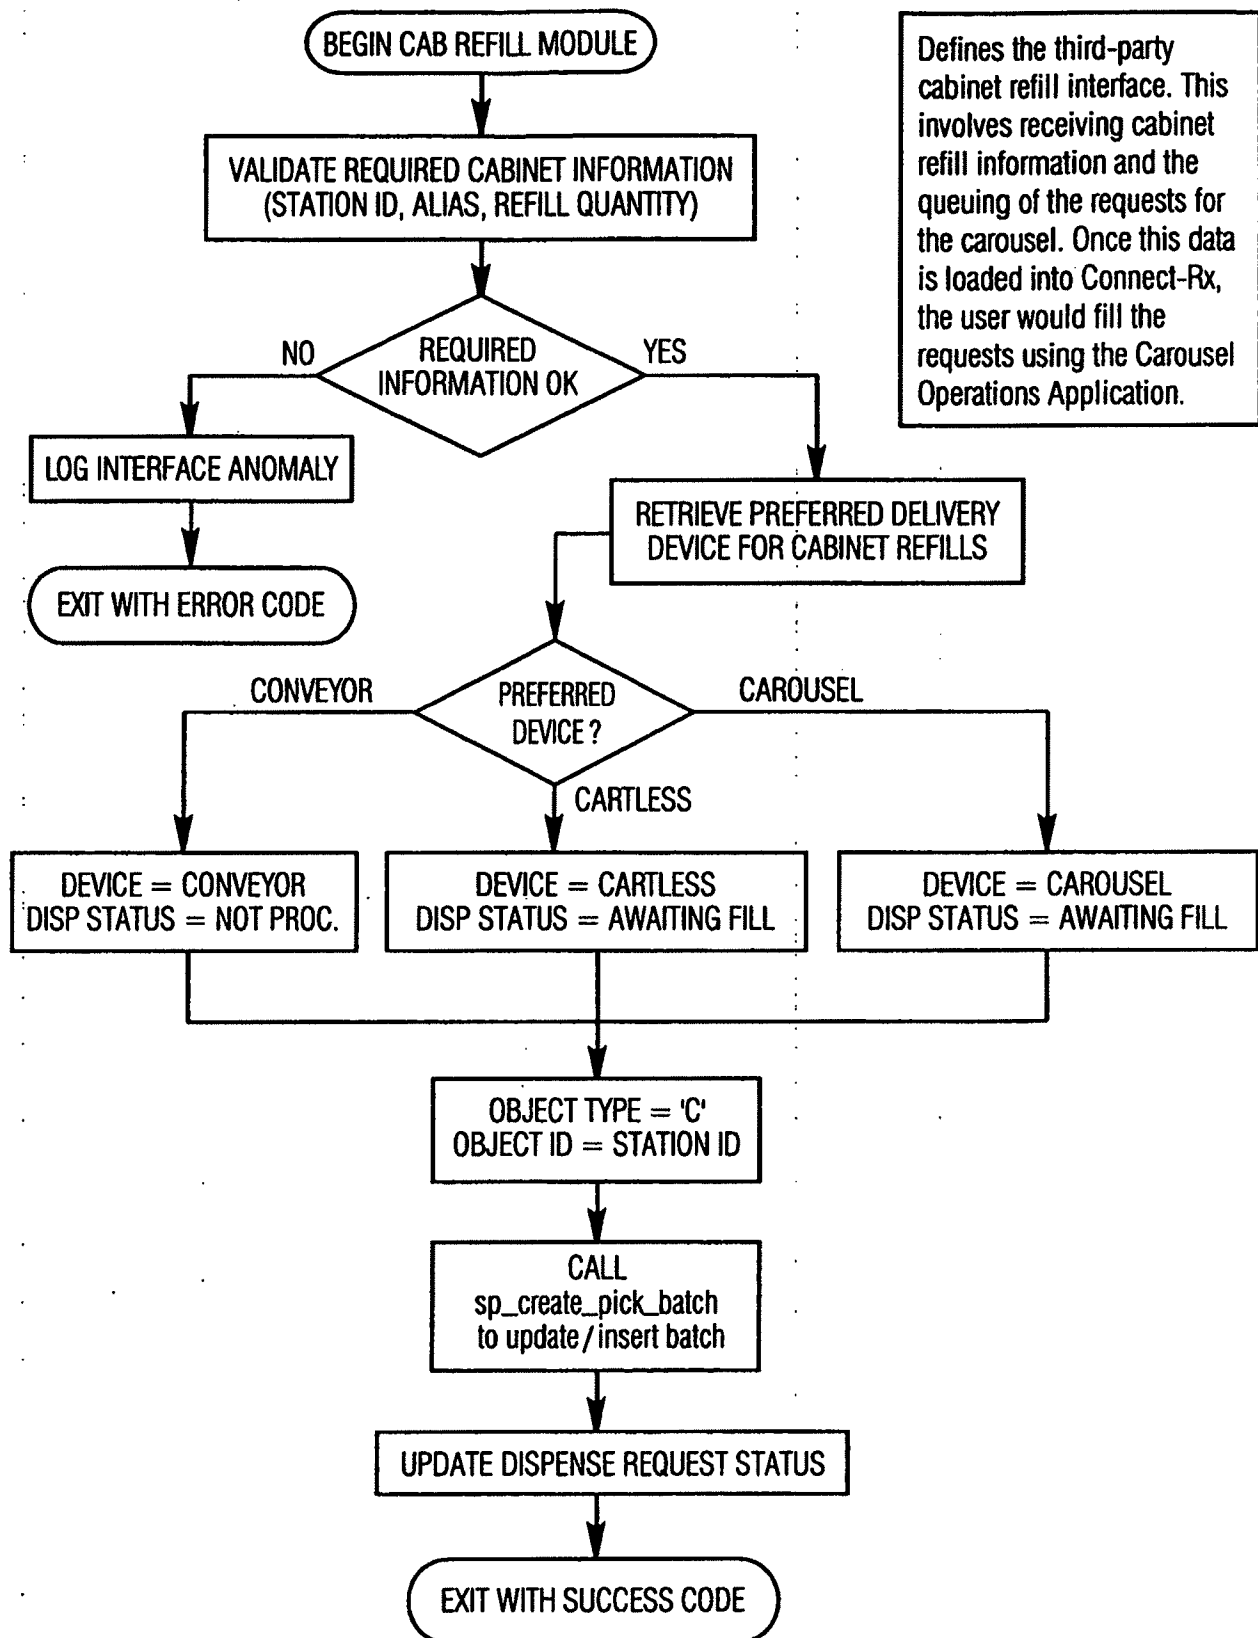 BEGIN CAB REFILL MODULE
Defines the third-party
cabinet refill interface. This
involves receiving cabinet
refill information and the
queuing of the requests for
the carousel. Once this data
is loaded into Connect-Rx,
the user would fill the
requests using the Carousel
Operations Application.
VALIDATE REQUIRED CABINET INFORMATION
(STATION ID, ALIAS, REFILL QUANTITY)
NO
REQUIRED
INFORMATION OK
YES
LOG INTERFACE ANOMALY
EXIT WITH ERROR CODE
RETRIEVE PREFERRED DELIVERY
DEVICE FOR CABINET REFILLS
CONVEYOR
PREFERRED
DEVICE?
CAROUSEL
CARTLESS
DEVICE = CONVEYOR
DISP STATUS = NOT PROC.
DEVICE = CARTLESS
DISP STATUS = AWAITING FILL
DEVICE = CAROUSEL
DISP STATUS = AWAITING FILL
OBJECT TYPE = 'C'
OBJECT ID = STATION ID
CALL
sp_create_pick_batch
to update/insert batch
UPDATE DISPENSE REQUEST STATUS
EXIT WITH SUCCESS CODE